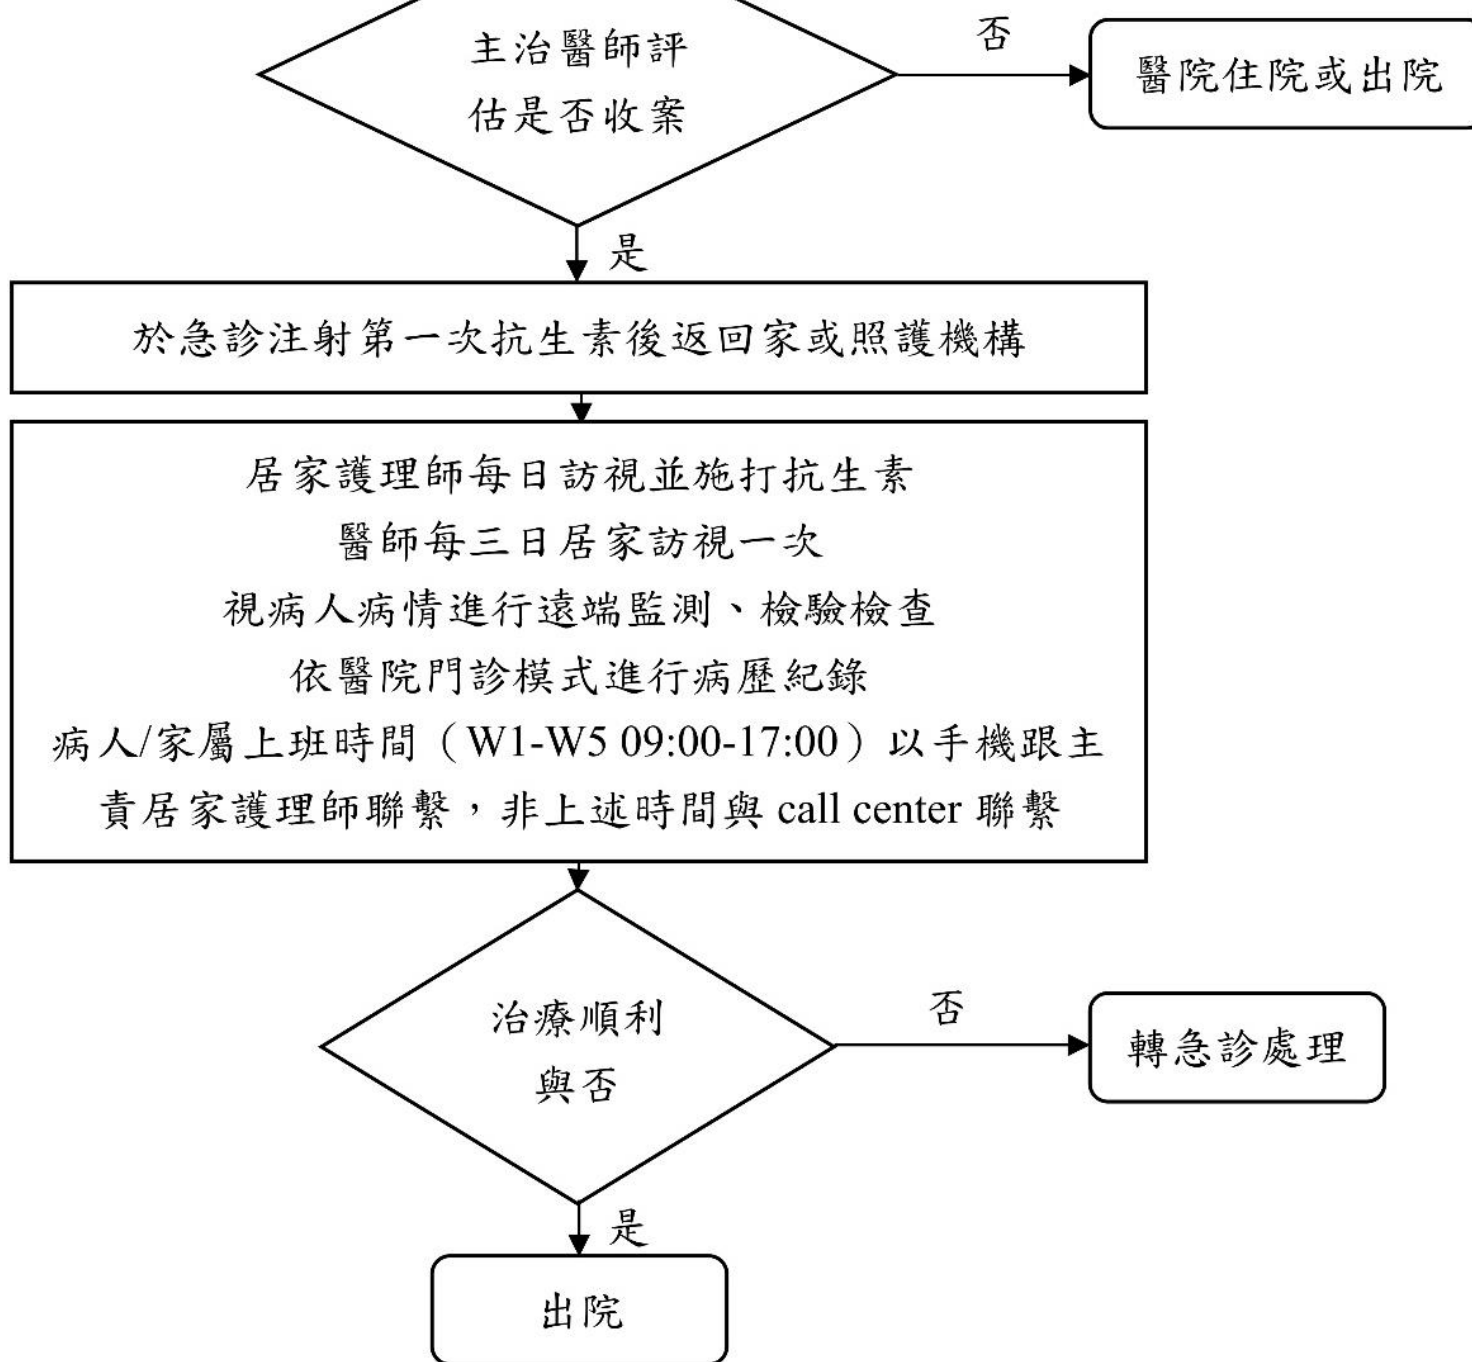 主治醫師評
估是否收案
否
醫院住院或出院
是
於急診注射第一次抗生素後返回家或照護機構
居家護理師每日訪視並施打抗生素
醫師每三日居家訪視一次
視病人病情進行遠端監測、檢驗檢查
依醫院門診模式進行病歷紀錄
病人/家屬上班時間（W1-W5 09:00-17:00）以手機跟主
責居家護理師聯繫，非上述時間與 call center 聯繫
治療順利
與否
否
轉急診處理
是
出院